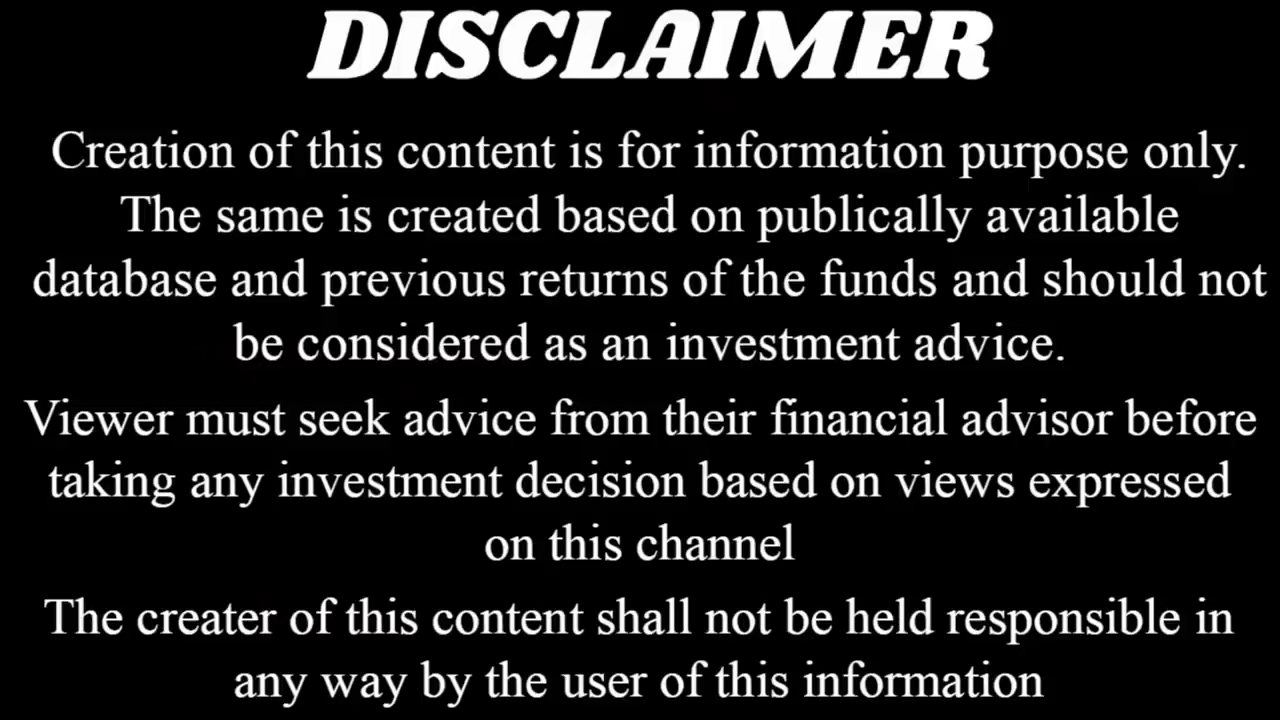 DISCLAIMER
Creation of this content is for information purpose only.
The same is created based on publically available
database and previous returns of the funds and should not
be considered as an investment advice.
Viewer must seek advice from their financial advisor before
taking any investment decision based on views expressed
on this channel
The creater of this content shall not be held responsible in
any way by the user of this information